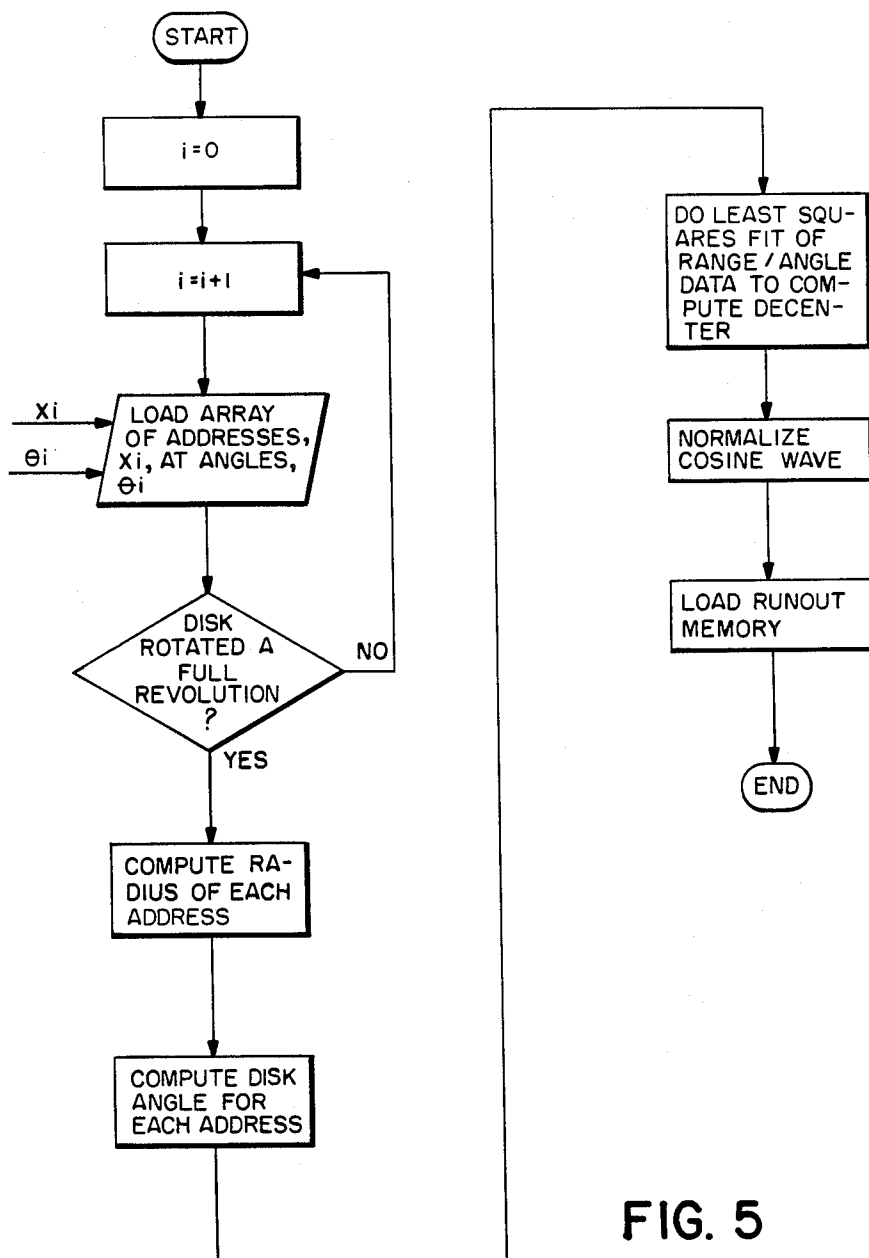 START
i=0
i=i+1
Xi
θi
LOAD ARRAY
OF ADDRESSES,
Xi, AT ANGLES,
θi
DISK
ROTATED A
FULL
REVOLUTION
?
NO
YES
COMPUTE RA-
DIUS OF EACH
ADDRESS
COMPUTE DISK
ANGLE FOR
EACH ADDRESS
DO LEAST SQU-
ARES FIT OF
RANGE/ANGLE
DATA TO COM-
PUTE DECEN-
TER
NORMALIZE
COSINE WAVE
LOAD RUNOUT
MEMORY
END
FIG. 5